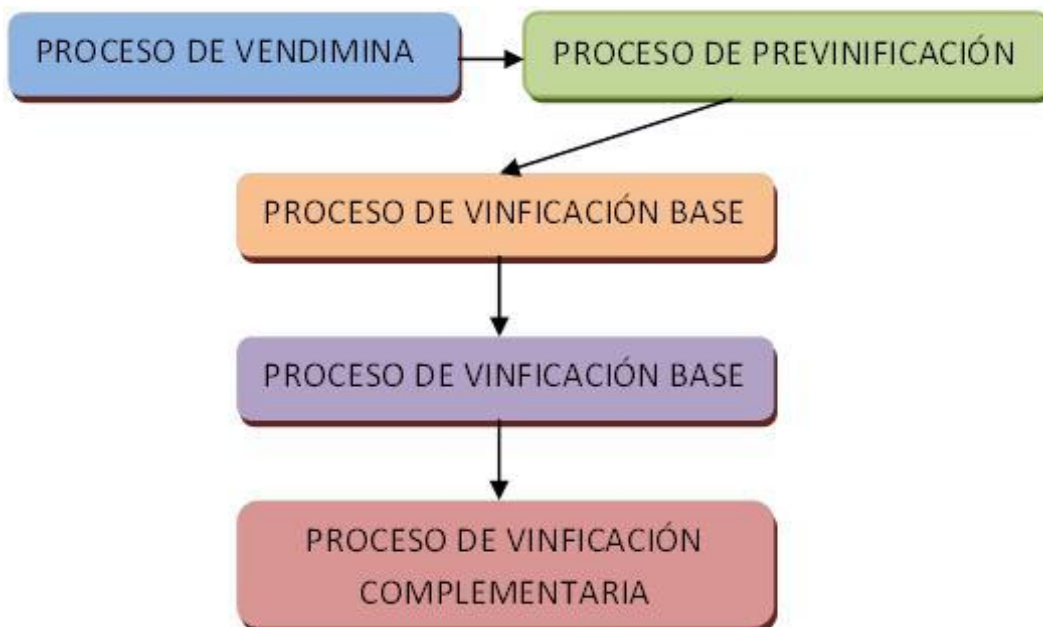 PROCESO DE VENDIMINA
PROCESO DE PREVINIFICACIÓN
PROCESO DE VINFICACIÓN BASE
PROCESO DE VINFICACIÓN BASE
PROCESO DE VINFICACIÓN
COMPLEMENTARIA